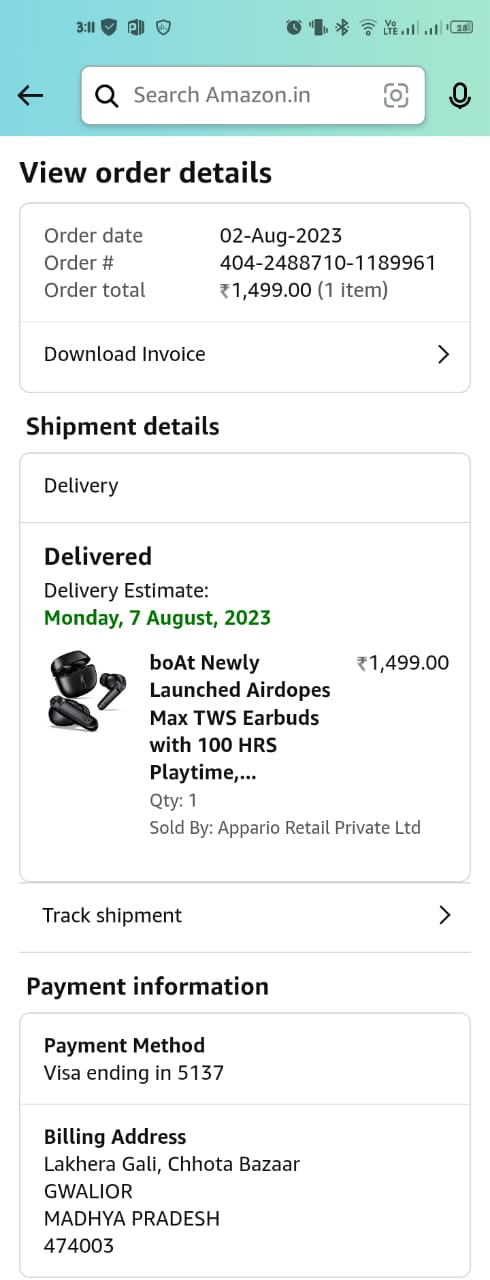 3:11
Vo
LTE
28
Search Amazon.in
View order details
Order date 02-Aug-2023
Order # 404-2488710-1189961
Order total ₹1,499.00 (1 item)
Download Invoice
Shipment details
Delivery
Delivered
Delivery Estimate:
Monday, 7 August, 2023
boAt Newly ₹1,499.00
Launched Airdopes
Max TWS Earbuds
with 100 HRS
Playtime,...
Qty: 1
Sold By: Appario Retail Private Ltd
Track shipment
Payment information
Payment Method
Visa ending in 5137
Billing Address
Lakhera Gali, Chhota Bazaar
GWALIOR
MADHYA PRADESH
474003